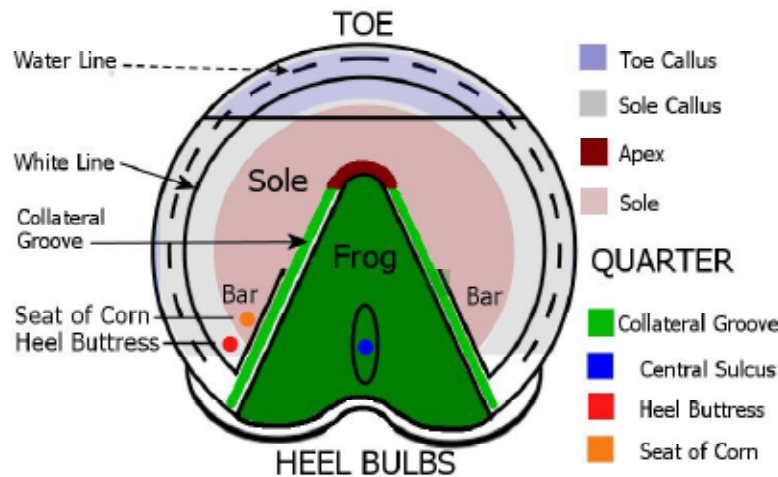 TOE
Water Line
White Line
Collateral
Groove
Seat of Corn
Heel Buttress
Sole
Frog
Bar
Bar
HEEL BULBS
Toe Callus
Sole Callus
Apex
Sole
QUARTER
Collateral Groove
Central Sulcus
Heel Buttress
Seat of Corn